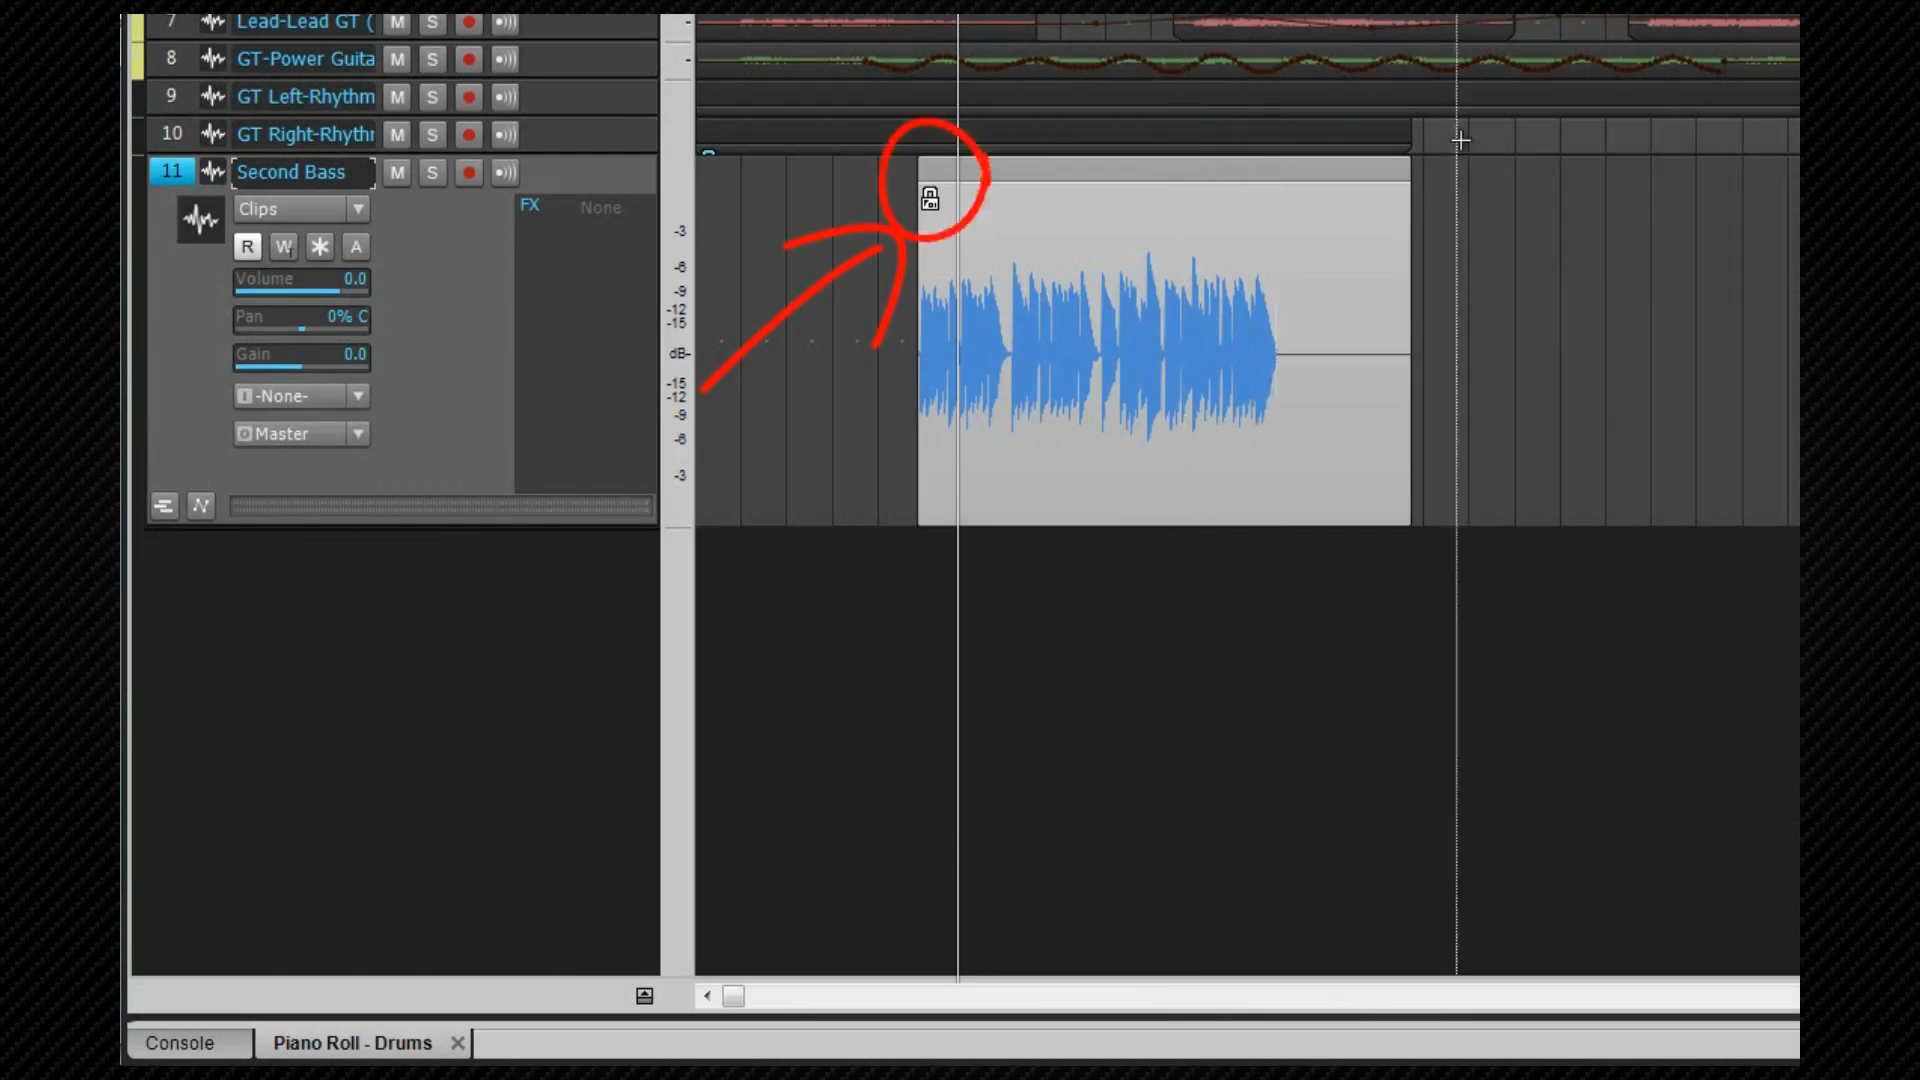 7 Lead-Lead GT ( M S
8 GT-Power Guita M S
9 GT Left-Rhythm M S
10 GT Right-Rhythr M S
11 Second Bass M S
Clips FX None
R W * A
Volume 0.0
Pan 0% C
Gain 0.0
-None-
Master
-3
-6
-9
-12
-15
dB-
-15
-12
-9
-6
-3
Console Piano Roll - Drums